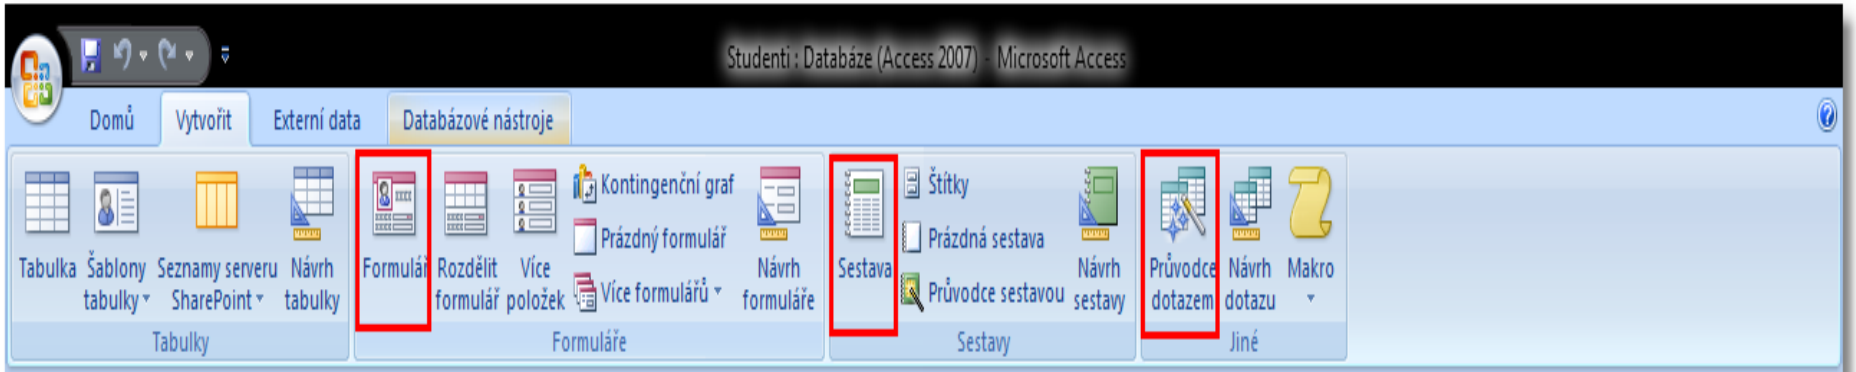 Studenti : Databáze (Access 2007) - Microsoft Access
Domů
Vytvořit
Externí data
Databázové nástroje
Tabulka
Šablony
tabulky
Seznamy serveru
SharePoint
Návrh
tabulky
Tabulky
Formulář
Rozdělit
formulář
Více
položek
Kontingenční graf
Prázdný formulář
Více formulářů
Návrh
formuláře
Formuláře
Sestava
Štítky
Prázdná sestava
Průvodce sestavou
Návrh
sestavy
Sestavy
Průvodce
dotazem
Návrh
dotazu
Makro
Jiné